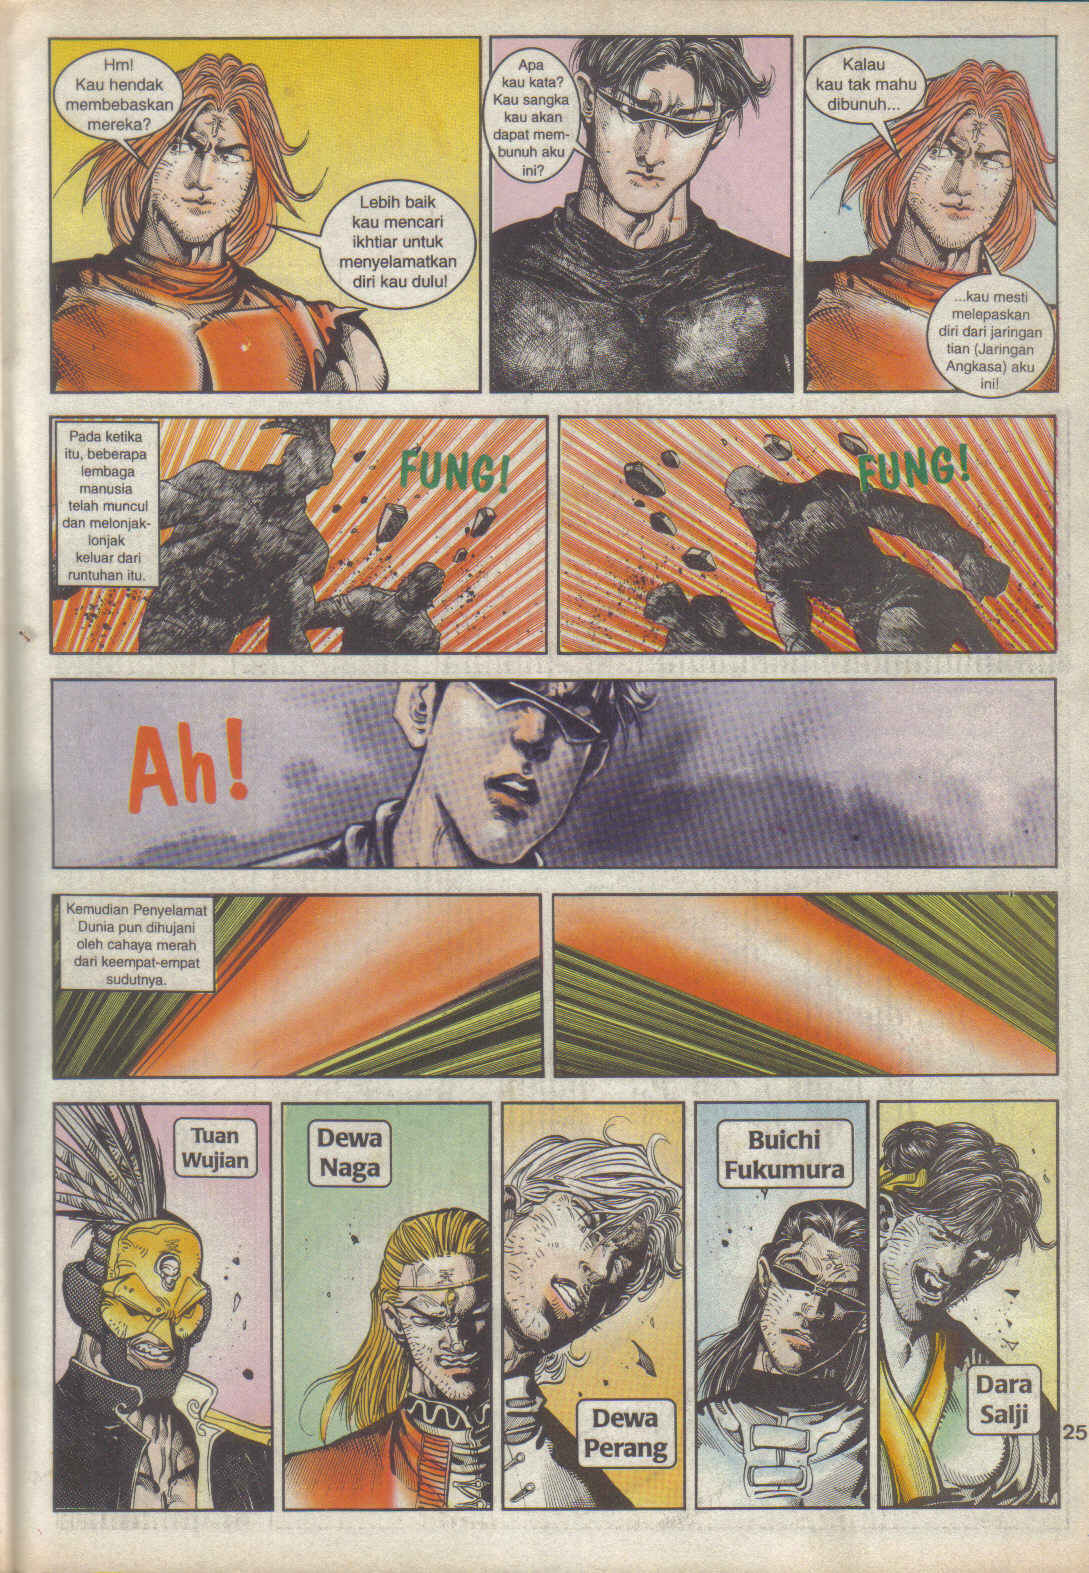 Hm!
Kau hendak
membebaskan
mereka?
Lebih baik
kau mencari
ikhtiar untuk
menyelamatkan
diri kau dulu!
Apa
kau kata?
Kau sangka
kau akan
dapat mem-
bunuh aku
ini?
Kalau
kau tak mahu
dibunuh...
...kau mesti
melepaskan
diri dari jaringan
tian (Jaringan
Angkasa) aku
ini!
Pada ketika
itu, beberapa
lembaga
manusia
telah muncul
dan melonjak-
lonjak
keluar dari
runtuhan itu.
FUNG!
FUNG!
Ah!
Kemudian Penyelamat
Dunia pun dihujani
oleh cahaya merah
dari keempat-empat
sudutnya.
Tuan
Wujian
Dewa
Naga
Dewa
Perang
Buichi
Fukumura
Dara
Salji
25